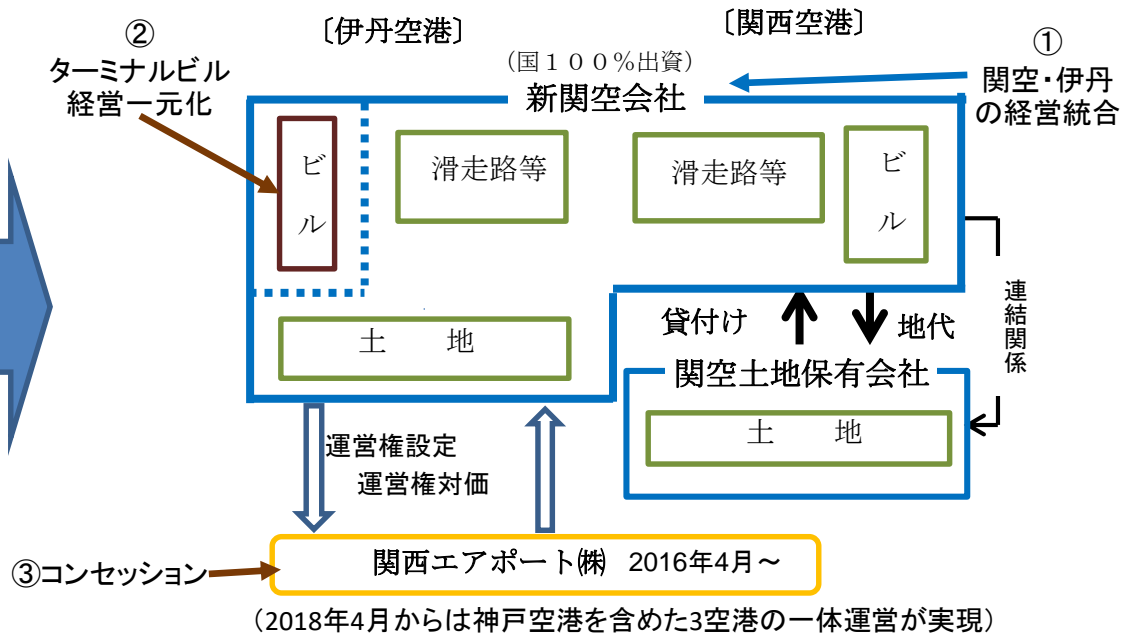 ②
ターミナルビル
経営一元化
〔伊丹空港〕
〔関西空港〕
(国100%出資)
新関空会社
①
関空・伊丹
の経営統合
ビル
滑走路等
滑走路等
ビル
土 地
貸付け
地代
連結関係
関空土地保有会社
土 地
運営権設定
運営権対価
③コンセッション
関西エアポート㈱ 2016年4月～
(2018年4月からは神戸空港を含めた3空港の一体運営が実現)